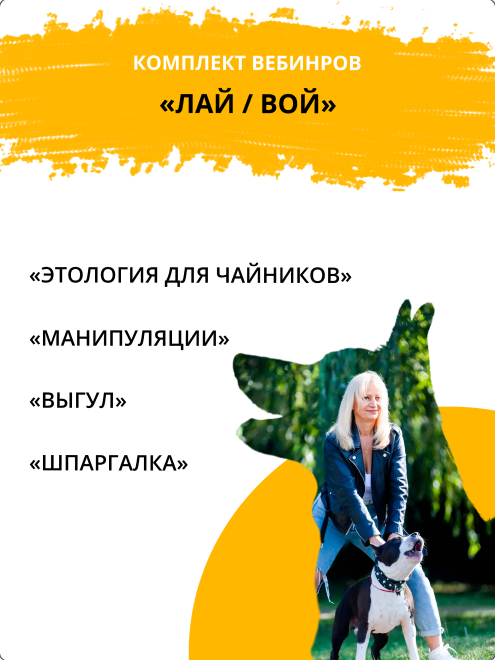 КОМПЛЕКТ ВЕБИНРОВ
«ЛАЙ / ВОЙ»
«ЭТОЛОГИЯ ДЛЯ ЧАЙНИКОВ»
«МАНИПУЛЯЦИИ»
«ВЫГУЛ»
«ШПАРГАЛКА»